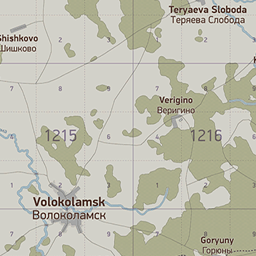 Teryaeva Sloboda
Теряева Слобода
Shishkovo
Шишково
Verigino
Веригино
1215
1216
Volokolamsk
Волоколамск
Goryuny
Горюны